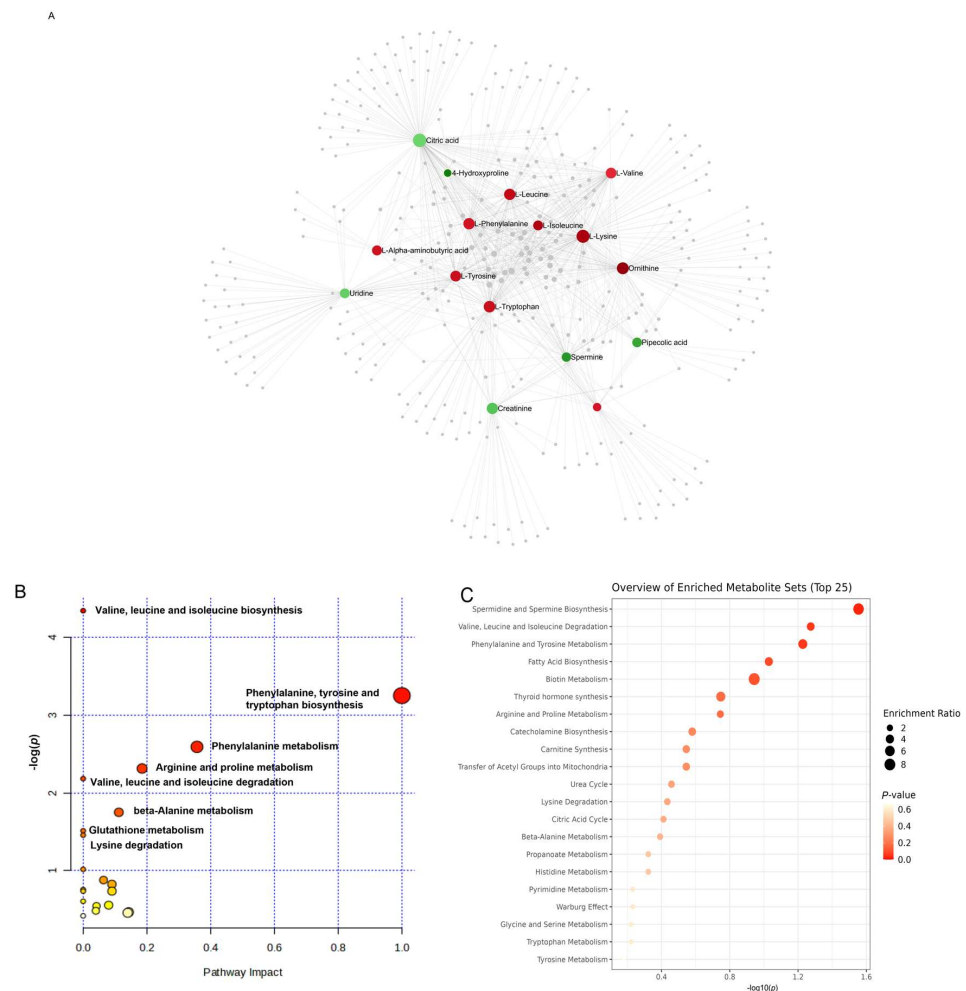 A
Citric acid
4-Hydroxyproline
L-Valine
L-Leucine
L-Phenylalanine
L-Isoleucine
L-Lysine
L-Alpha-aminobutyric acid
L-Tyrosine
Ornithine
Uridine
L-Tryptophan
Pipecolic acid
Spermine
Creatinine
B
Valine, leucine and isoleucine biosynthesis
Phenylalanine, tyrosine and
tryptophan biosynthesis
Phenylalanine metabolism
Arginine and proline metabolism
Valine, leucine and isoleucine degradation
beta-Alanine metabolism
Glutathione metabolism
Lysine degradation
-log(p)
4
3
2
1
0.0 0.2 0.4 0.6 0.8 1.0
Pathway Impact
C
Overview of Enriched Metabolite Sets (Top 25)
Spermidine and Spermine Biosynthesis
Valine, Leucine and Isoleucine Degradation
Phenylalanine and Tyrosine Metabolism
Fatty Acid Biosynthesis
Biotin Metabolism
Thyroid hormone synthesis
Arginine and Proline Metabolism
Catecholamine Biosynthesis
Carnitine Synthesis
Transfer of Acetyl Groups into Mitochondria
Urea Cycle
Lysine Degradation
Citric Acid Cycle
Beta-Alanine Metabolism
Propanoate Metabolism
Histidine Metabolism
Pyrimidine Metabolism
Warburg Effect
Glycine and Serine Metabolism
Tryptophan Metabolism
Tyrosine Metabolism
0.4 0.8 1.2 1.6
-log10(p)
Enrichment Ratio
2
4
6
8
P-value
0.6
0.4
0.2
0.0